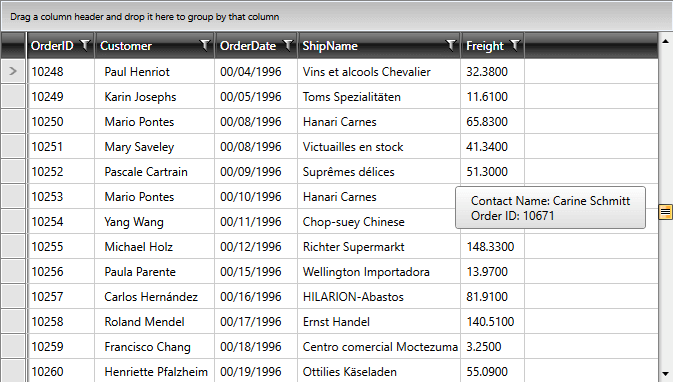 Drag a column header and drop it here to group by that column
OrderID Customer OrderDate ShipName Freight
10248 Paul Henriot 00/04/1996 Vins et alcools Chevalier 32.3800
10249 Karin Josephs 00/05/1996 Toms Spezialitäten 11.6100
10250 Mario Pontes 00/08/1996 Hanari Carnes 65.8300
10251 Mary Saveley 00/08/1996 Victuailles en stock 41.3400
10252 Pascale Cartrain 00/09/1996 Suprêmes délices 51.3000
10253 Mario Pontes 00/10/1996 Hanari Carnes
Contact Name: Carine Schmitt
Order ID: 10671
10254 Yang Wang 00/11/1996 Chop-suey Chinese
10255 Michael Holz 00/12/1996 Richter Supermarkt 148.3300
10256 Paula Parente 00/15/1996 Wellington Importadora 13.9700
10257 Carlos Hernández 00/16/1996 HILARION-Abastos 81.9100
10258 Roland Mendel 00/17/1996 Ernst Handel 140.5100
10259 Francisco Chang 00/18/1996 Centro comercial Moctezuma 3.2500
10260 Henriette Pfalzheim 00/19/1996 Ottilies Käseladen 55.0900